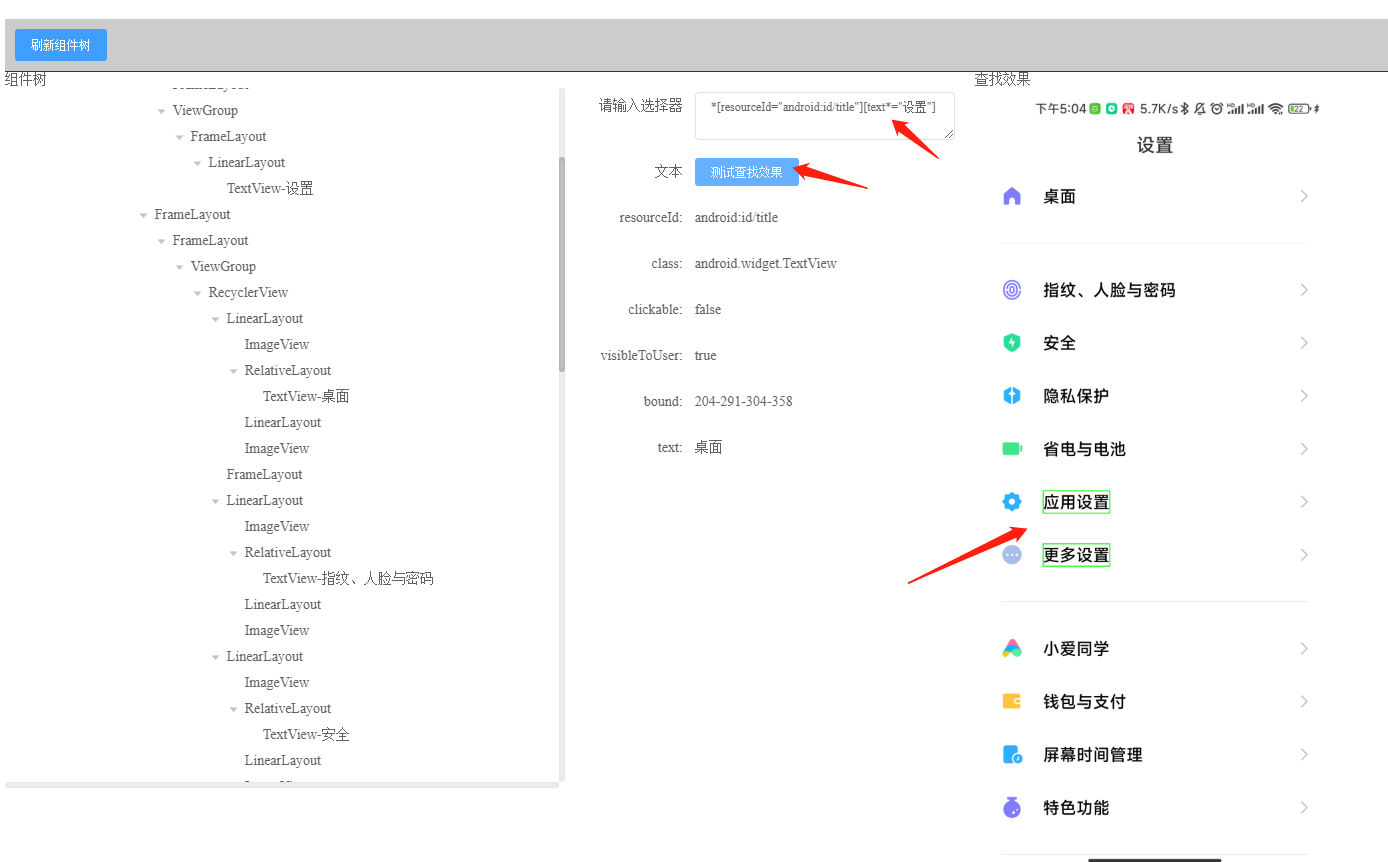 刷新组件树
组件树
FrameLayout
ViewGroup
FrameLayout
LinearLayout
TextView-设置
FrameLayout
FrameLayout
ViewGroup
RecyclerView
LinearLayout
ImageView
RelativeLayout
TextView-桌面
LinearLayout
ImageView
FrameLayout
LinearLayout
ImageView
RelativeLayout
TextView-指纹、人脸与密码
LinearLayout
ImageView
LinearLayout
ImageView
RelativeLayout
TextView-安全
LinearLayout
请输入选择器
*[resourceId="android:id/title"][text*="设置"]
文本
测试查找效果
resourceId: android:id/title
class: android.widget.TextView
clickable: false
visibleToUser: true
bound: 204-291-304-358
text: 桌面
查找效果
下午5:04 5.7K/s 22
设置
桌面
指纹、人脸与密码
安全
隐私保护
省电与电池
应用设置
更多设置
小爱同学
钱包与支付
屏幕时间管理
特色功能